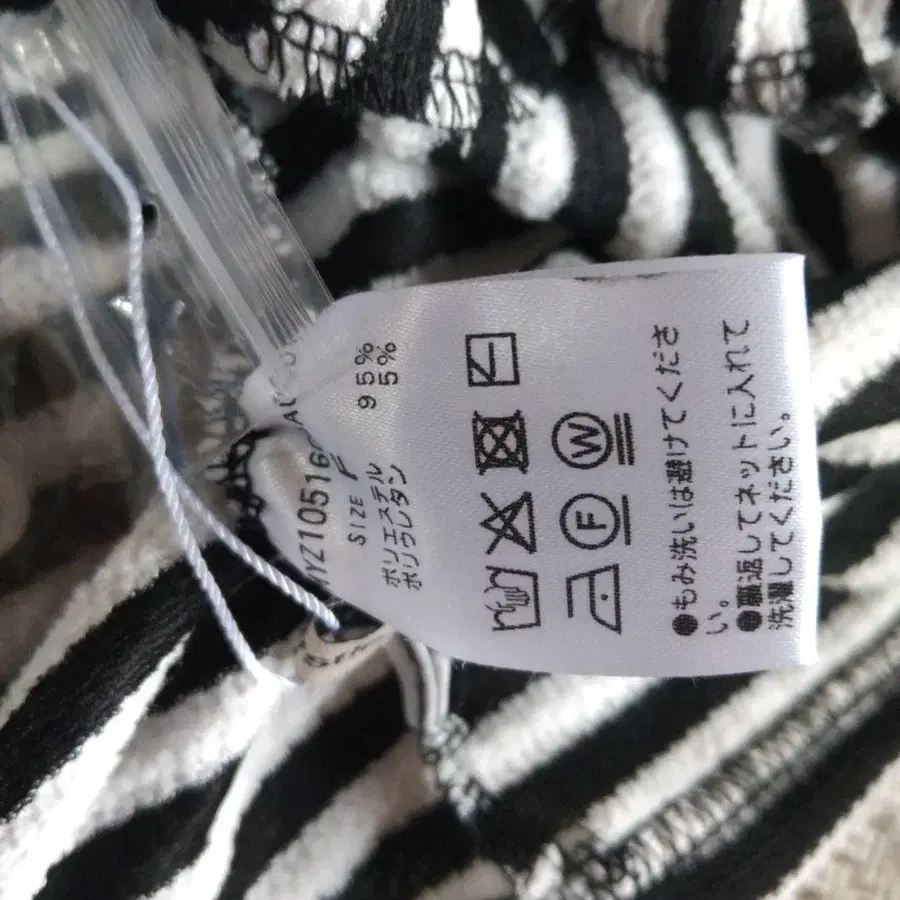 YZ10516
SIZE F
ポリエステル 95%
ポリウレタン 5%
W
F
●もみ洗いは避けてくださ
い。
●裏返してネットに入れて
洗濯してください。